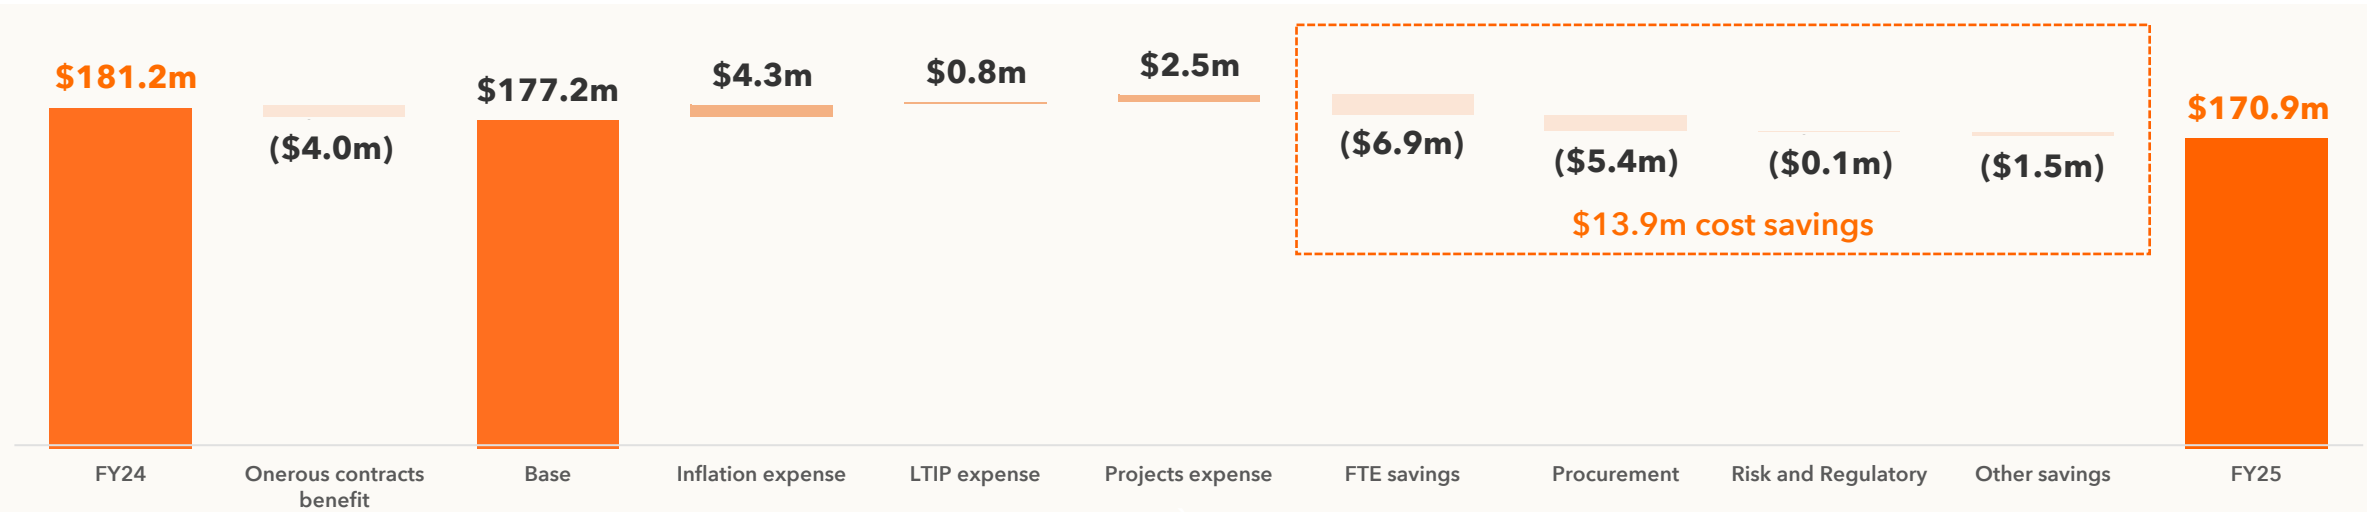 $181.2m
($4.0m)
$177.2m
$4.3m
$0.8m
$2.5m
($6.9m)
($5.4m)
($0.1m)
($1.5m)
$13.9m cost savings
$170.9m
FY24
Onerous contracts
benefit
Base
Inflation expense
LTIP expense
Projects expense
FTE savings
Procurement
Risk and Regulatory
Other savings
FY25